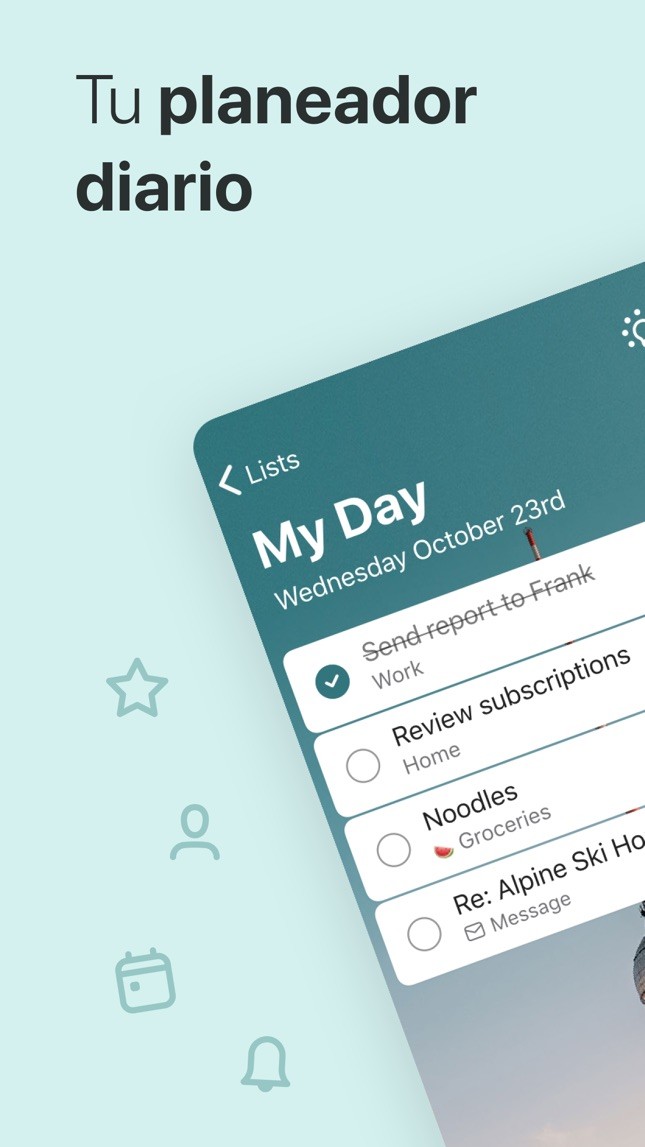 Tu planeador
diario
Lists
My Day
Wednesday October 23rd
Send report to Frank
Work
Review subscriptions
Home
Noodles
Groceries
Re: Alpine Ski Ho
Message